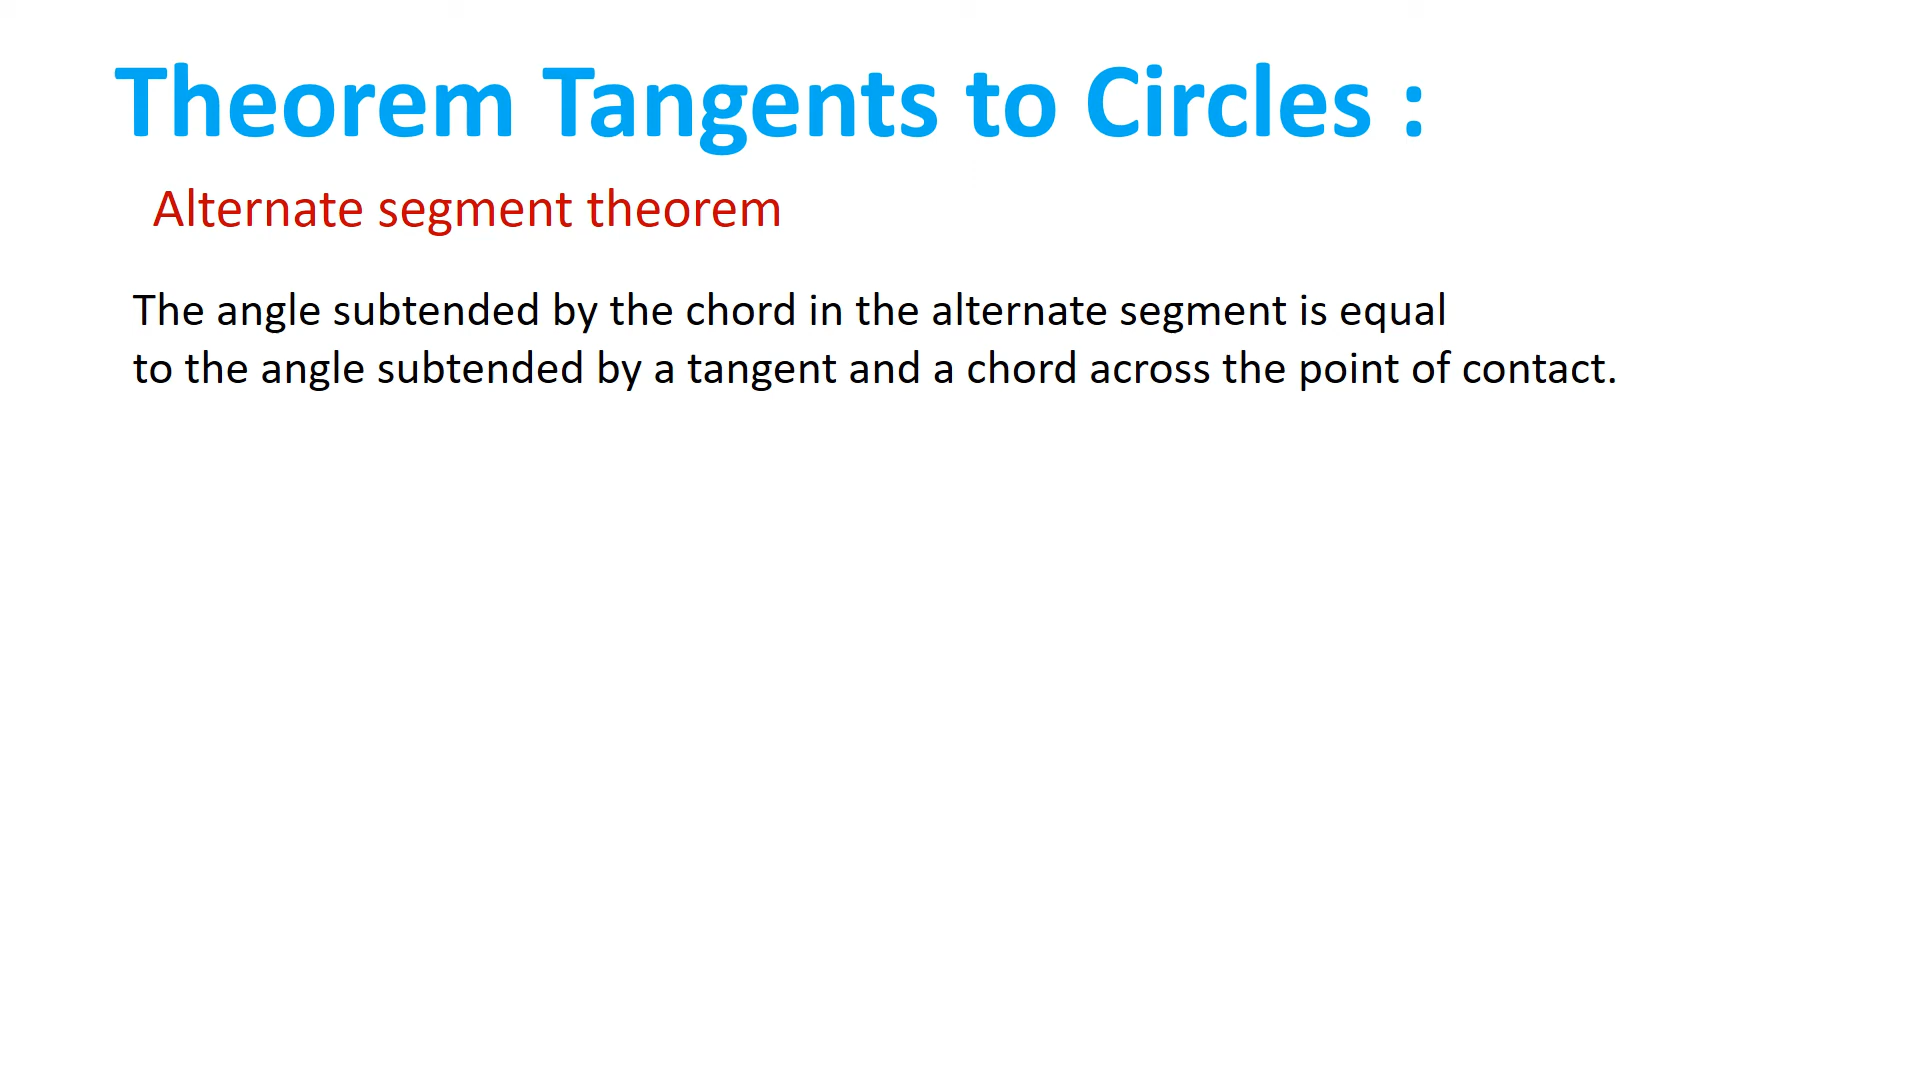 Theorem Tangents to Circles :
Alternate segment theorem
The angle subtended by the chord in the alternate segment is equal
to the angle subtended by a tangent and a chord across the point of contact.